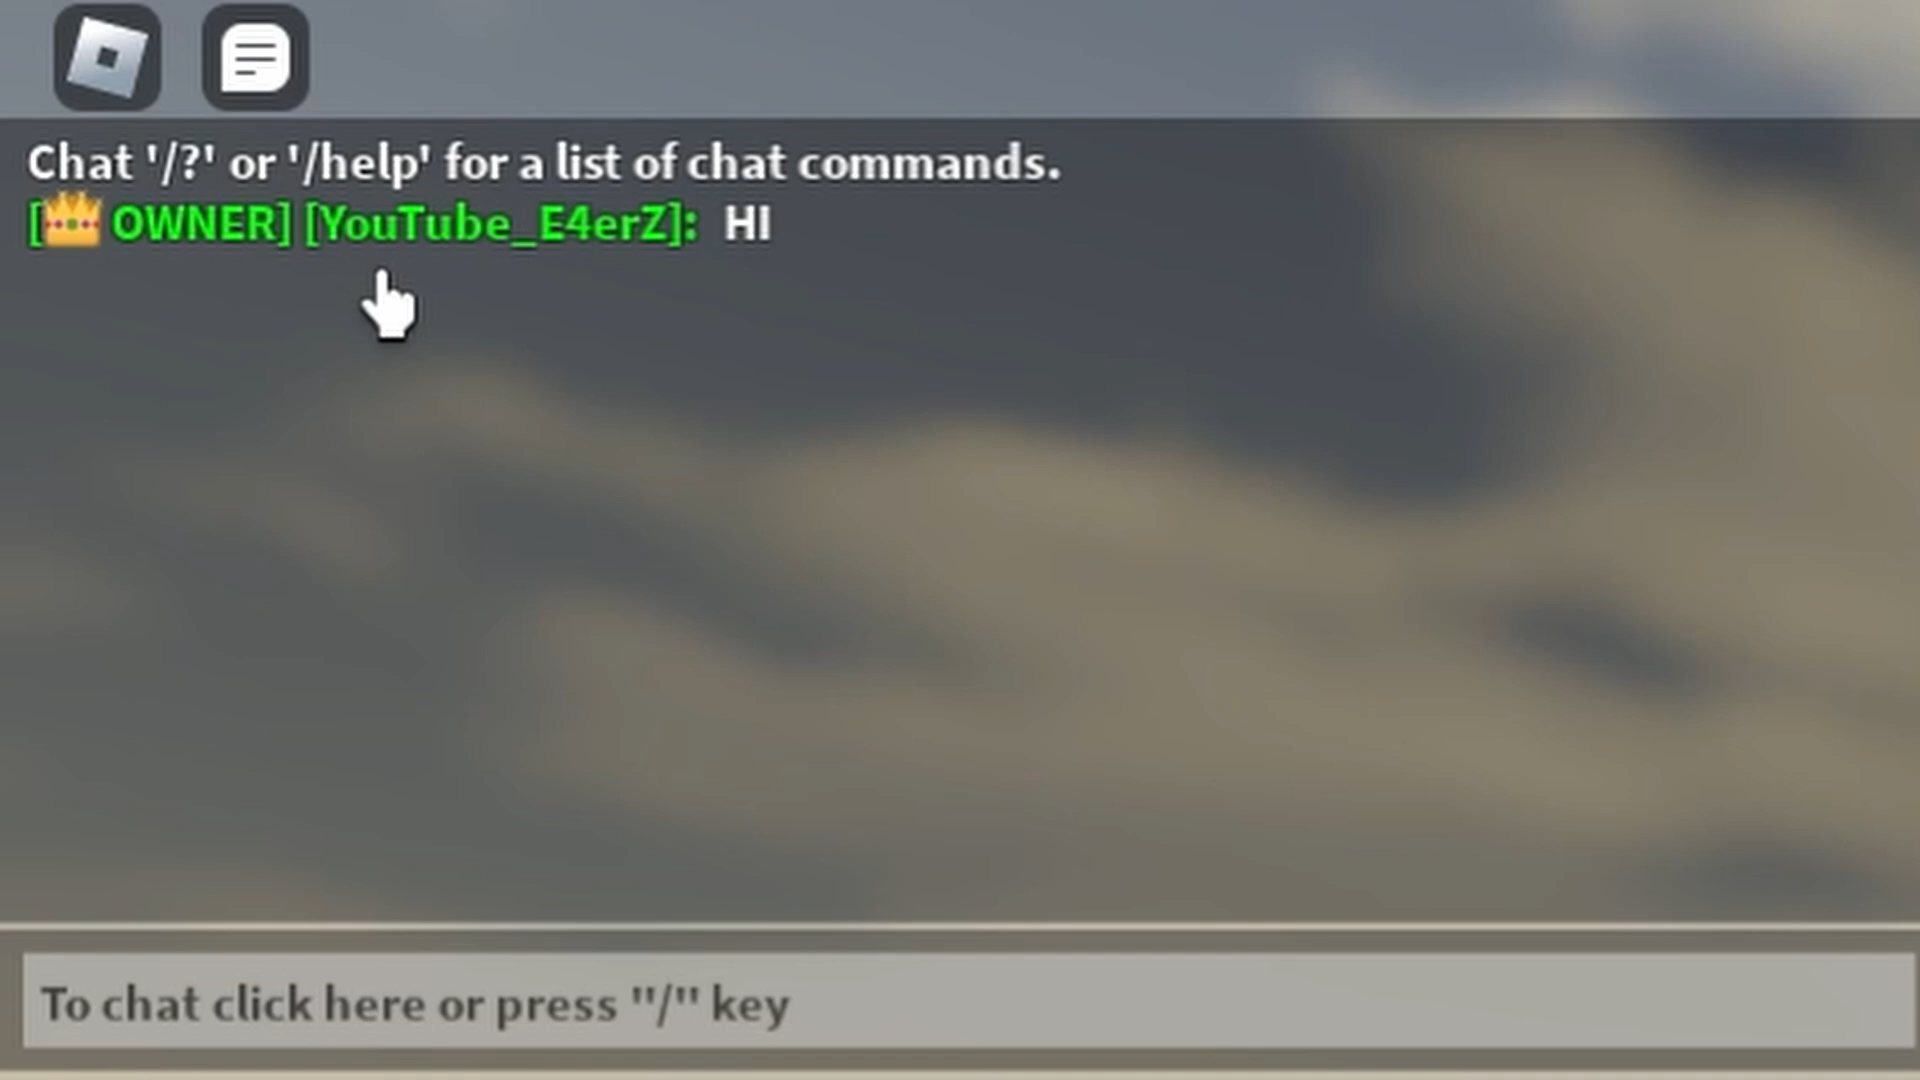 Chat '/?' or '/help' for a list of chat commands.
[👑 OWNER] [YouTube_E4erZ]: HI
To chat click here or press "/" key